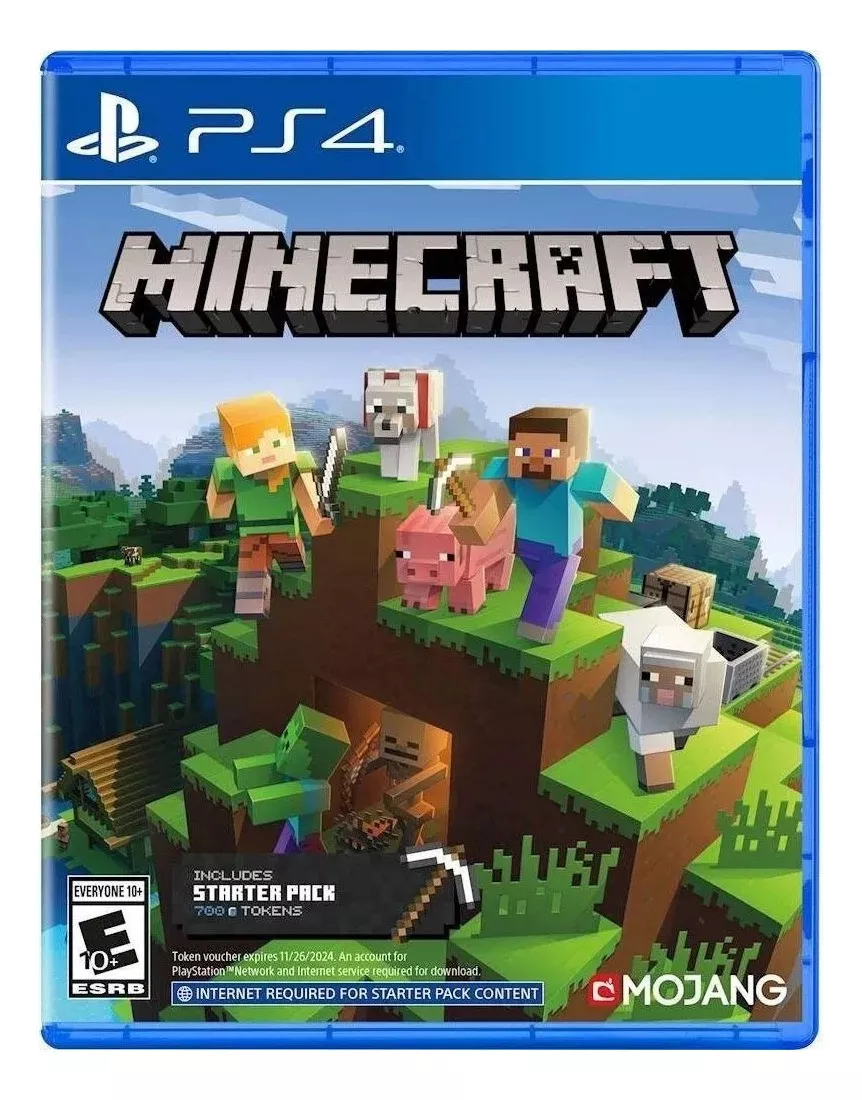 PS4
MINECRAFT
INCLUDES
STARTER PACK
700 TOKENS
Token voucher expires 11/26/2024. An account for
PlayStation™Network and Internet service required for download.
INTERNET REQUIRED FOR STARTER PACK CONTENT
EVERYONE 10+
E
10+
ESRB
MOJANG